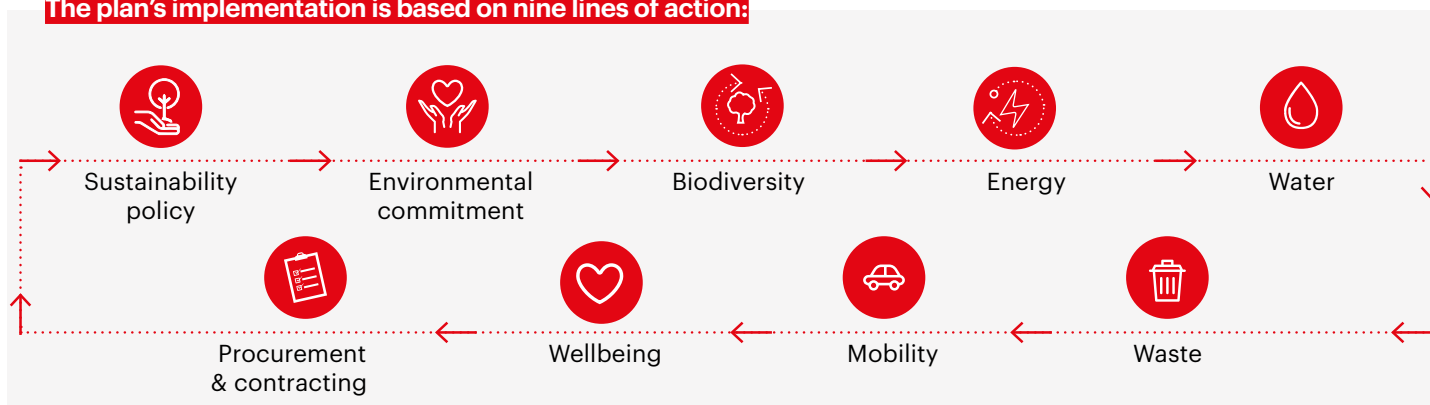 The plan's implementation is based on nine lines of action:
Sustainability
policy
Environmental
commitment
Biodiversity
Energy
Water
Procurement
& contracting
Wellbeing
Mobility
Waste